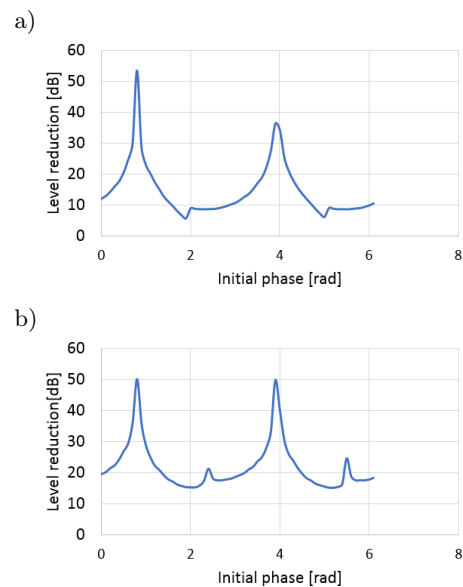 a)
60
50
40
30
20
10
0
Level reduction [dB]
0 2 4 6 8
Initial phase [rad]
b)
60
50
40
30
20
10
0
Level reduction[dB]
0 2 4 6 8
Initial phase [rad]